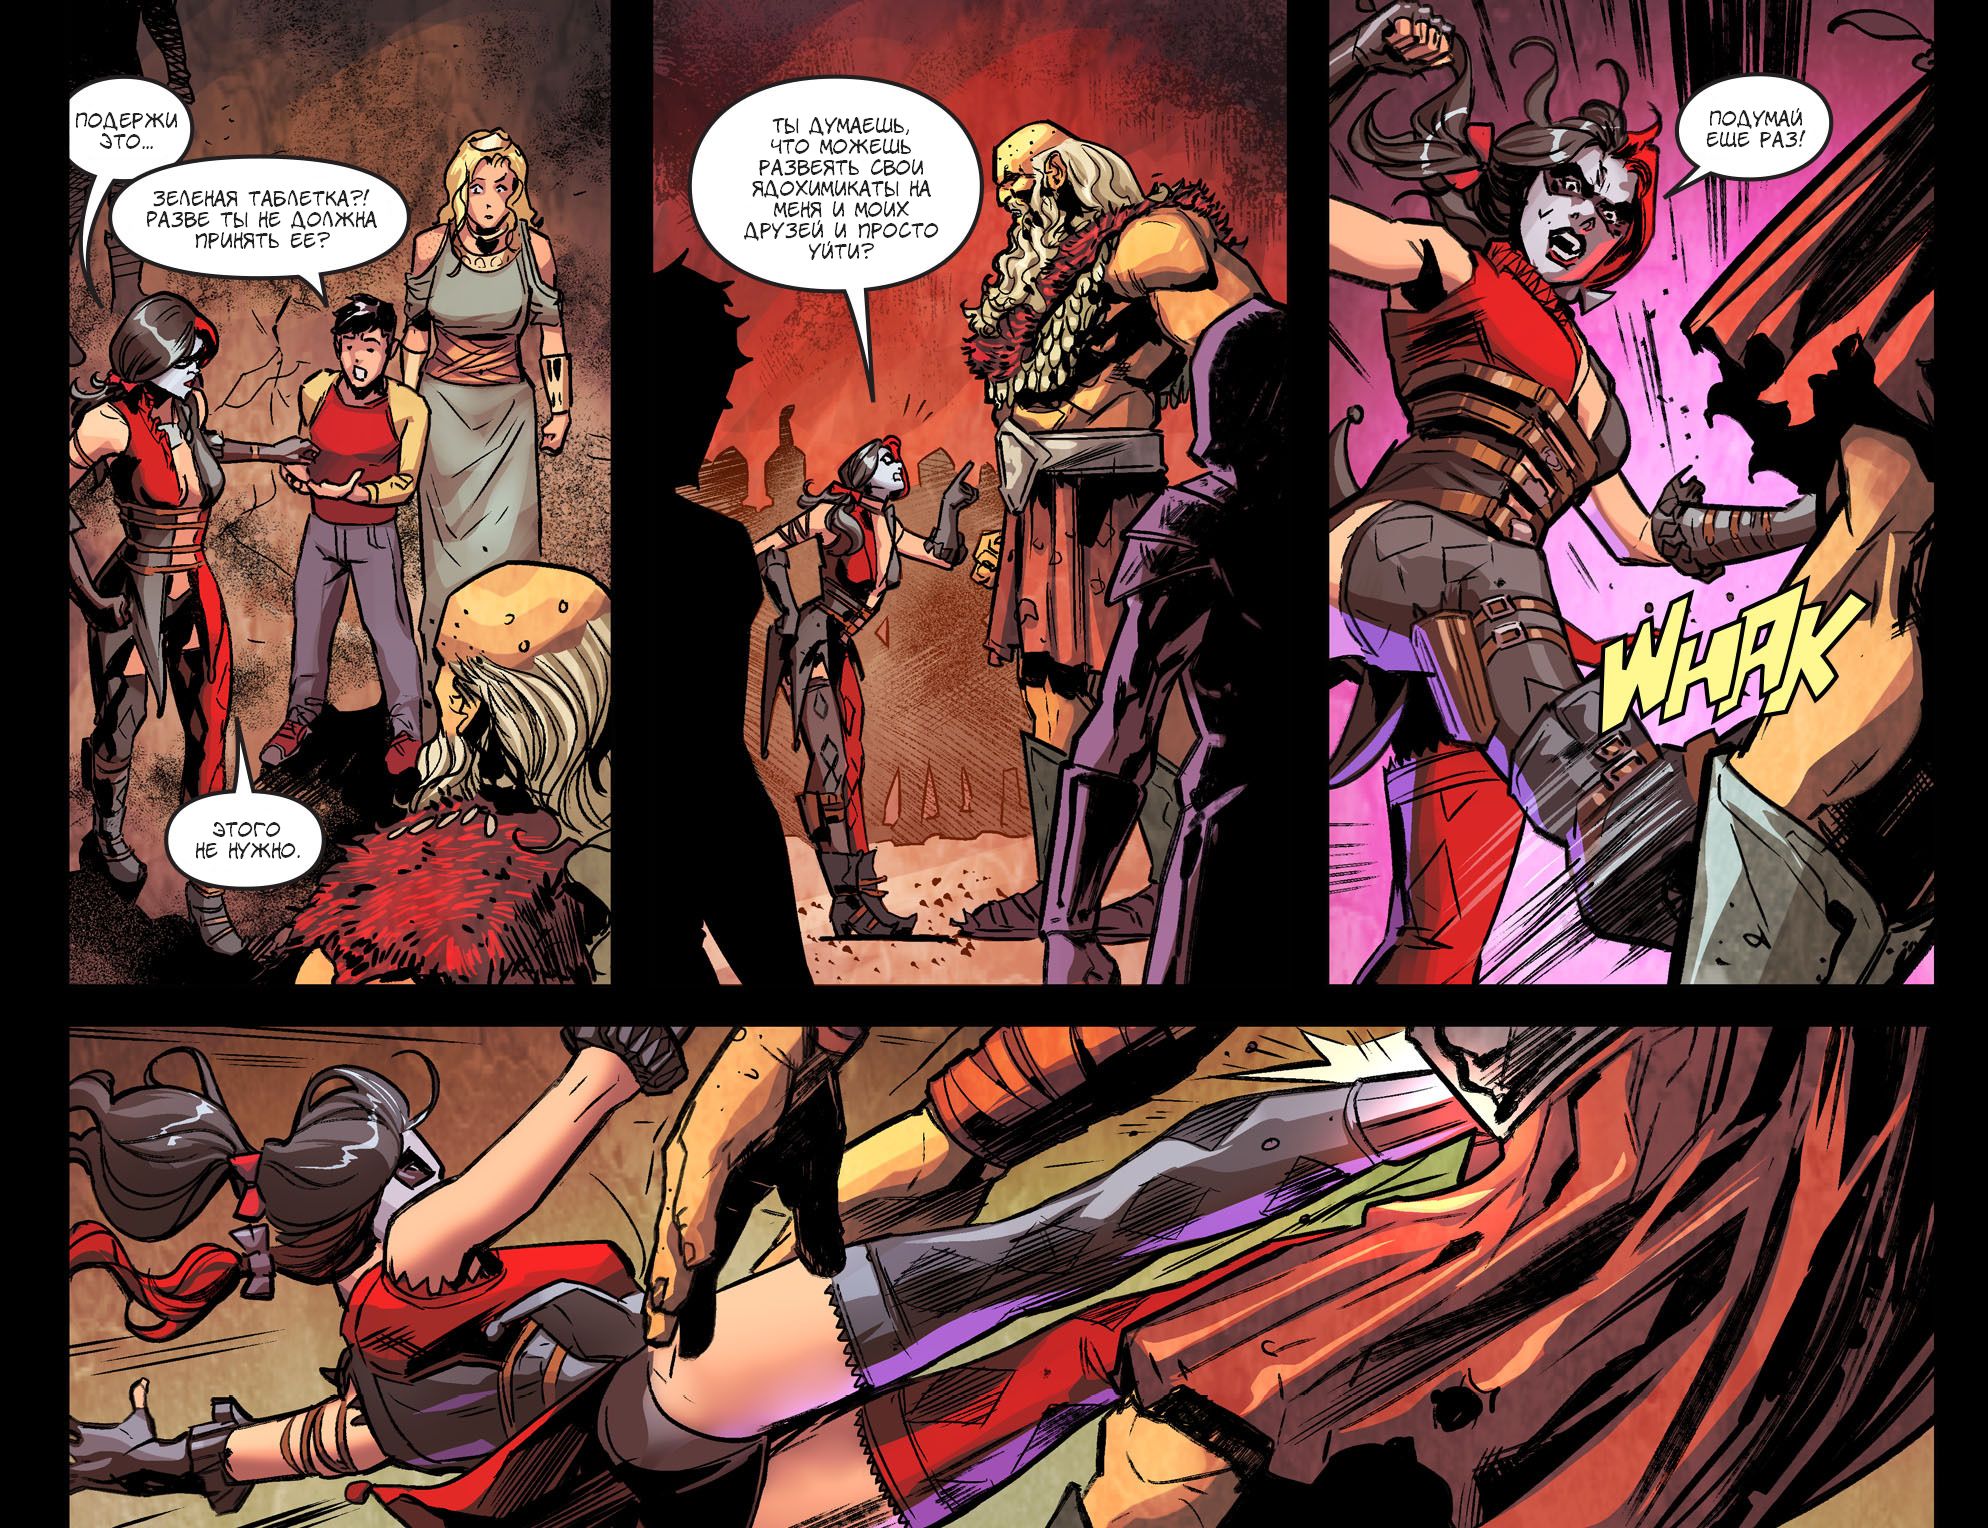 ПОДЕРЖИ
ЭТО...
ЗЕЛЕНАЯ ТАБЛЕТКА?!
РАЗВЕ ТЫ НЕ ДОЛЖНА
ПРИНЯТЬ ЕЕ?
ЭТОГО
НЕ НУЖНО.
ТЫ ДУМАЕШЬ,
ЧТО МОЖЕШЬ
РАЗВЕЯТЬ СВОИ
ЯДОХИМИКАТЫ НА
МЕНЯ И МОИХ
ДРУЗЕЙ И ПРОСТО
УЙТИ?
ПОДУМАЙ
ЕЩЕ РАЗ!
WHAK